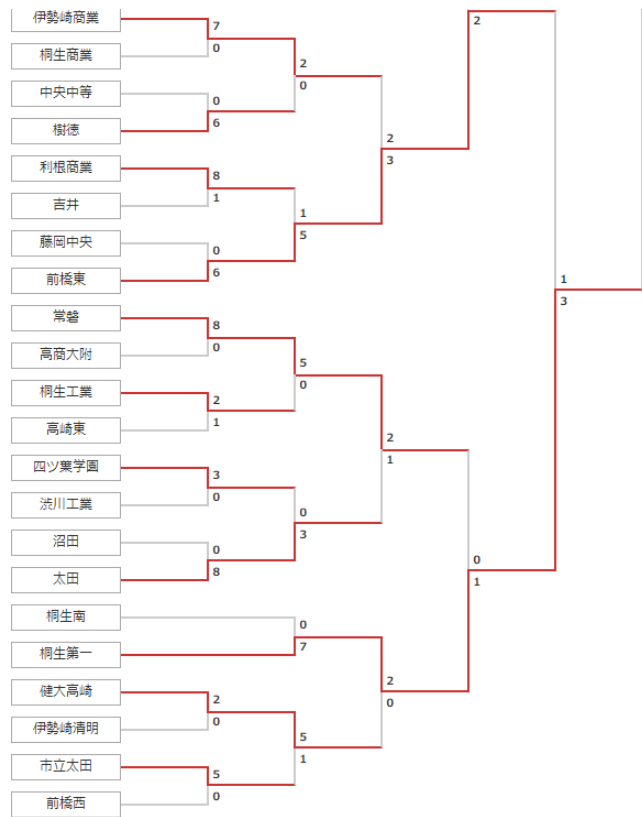 伊勢崎商業
桐生商業
中央中等
樹徳
利根商業
吉井
藤岡中央
前橋東
常磐
高商大附
桐生工業
高崎東
四ツ葉学園
渋川工業
沼田
太田
桐生南
桐生第一
健大高崎
伊勢崎清明
市立太田
前橋西
7
0
0
6
8
1
0
6
8
0
2
1
3
0
0
8
2
0
5
0
2
0
1
5
5
0
0
3
0
7
5
1
2
3
2
1
2
0
2
0
1
1
3